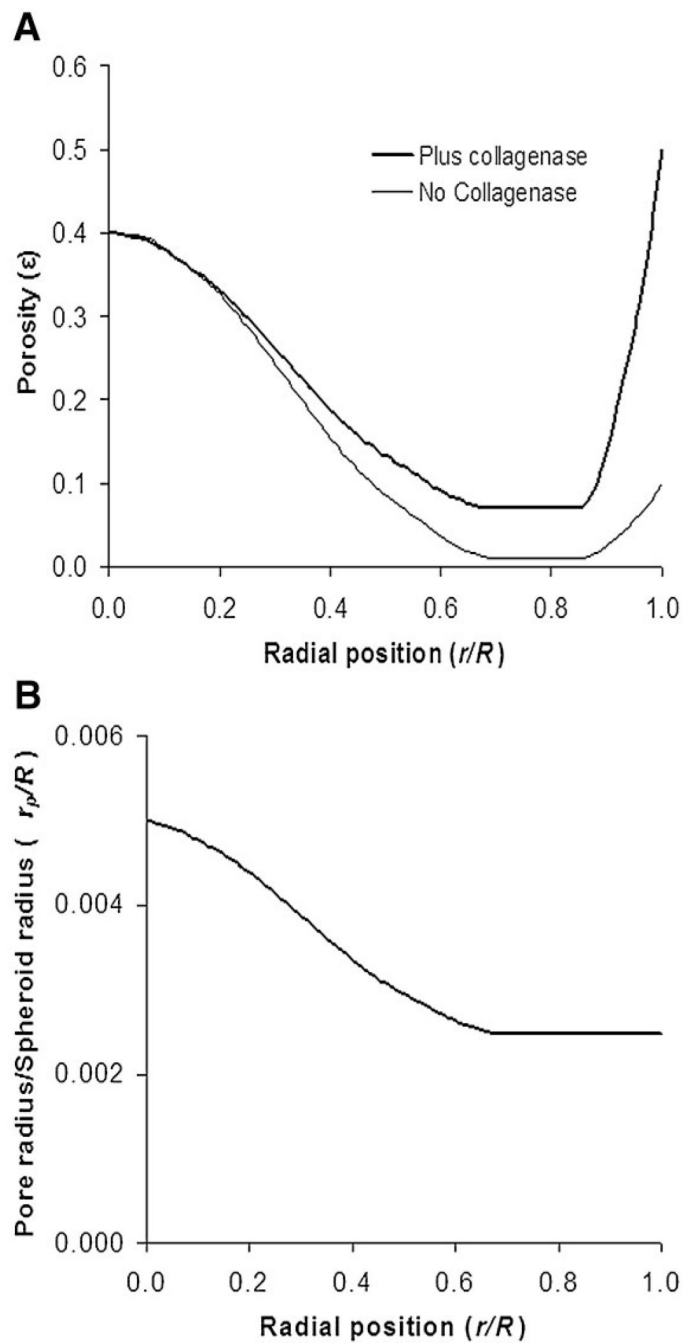 A
0.6
0.5
0.4
0.3
0.2
0.1
0.0
Porosity (ε)
Plus collagenase
No Collagenase
0.0 0.2 0.4 0.6 0.8 1.0
Radial position (r/R)
B
0.006
0.004
0.002
0.000
Pore radius/Spheroid radius ( rρ/R)
0.0 0.2 0.4 0.6 0.8 1.0
Radial position (r/R)